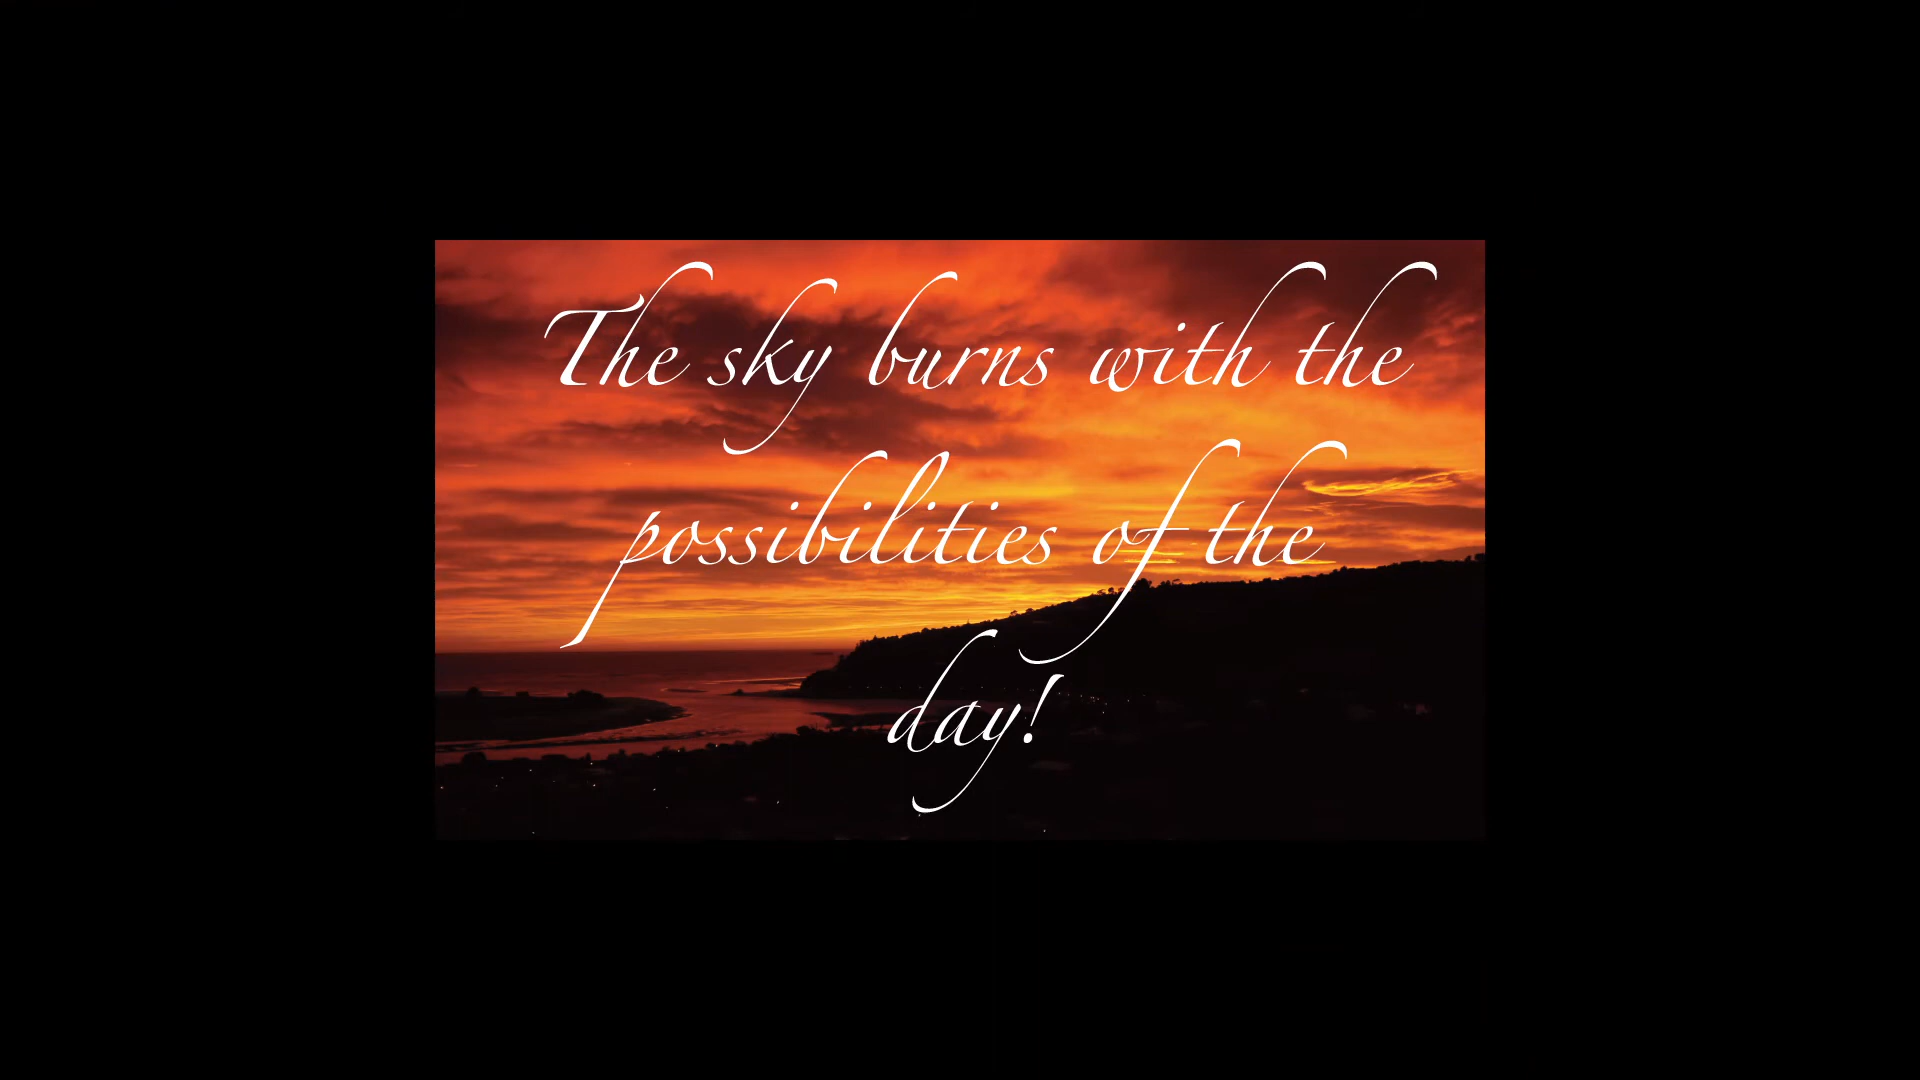 The sky burns with the
possibilities of the
day!